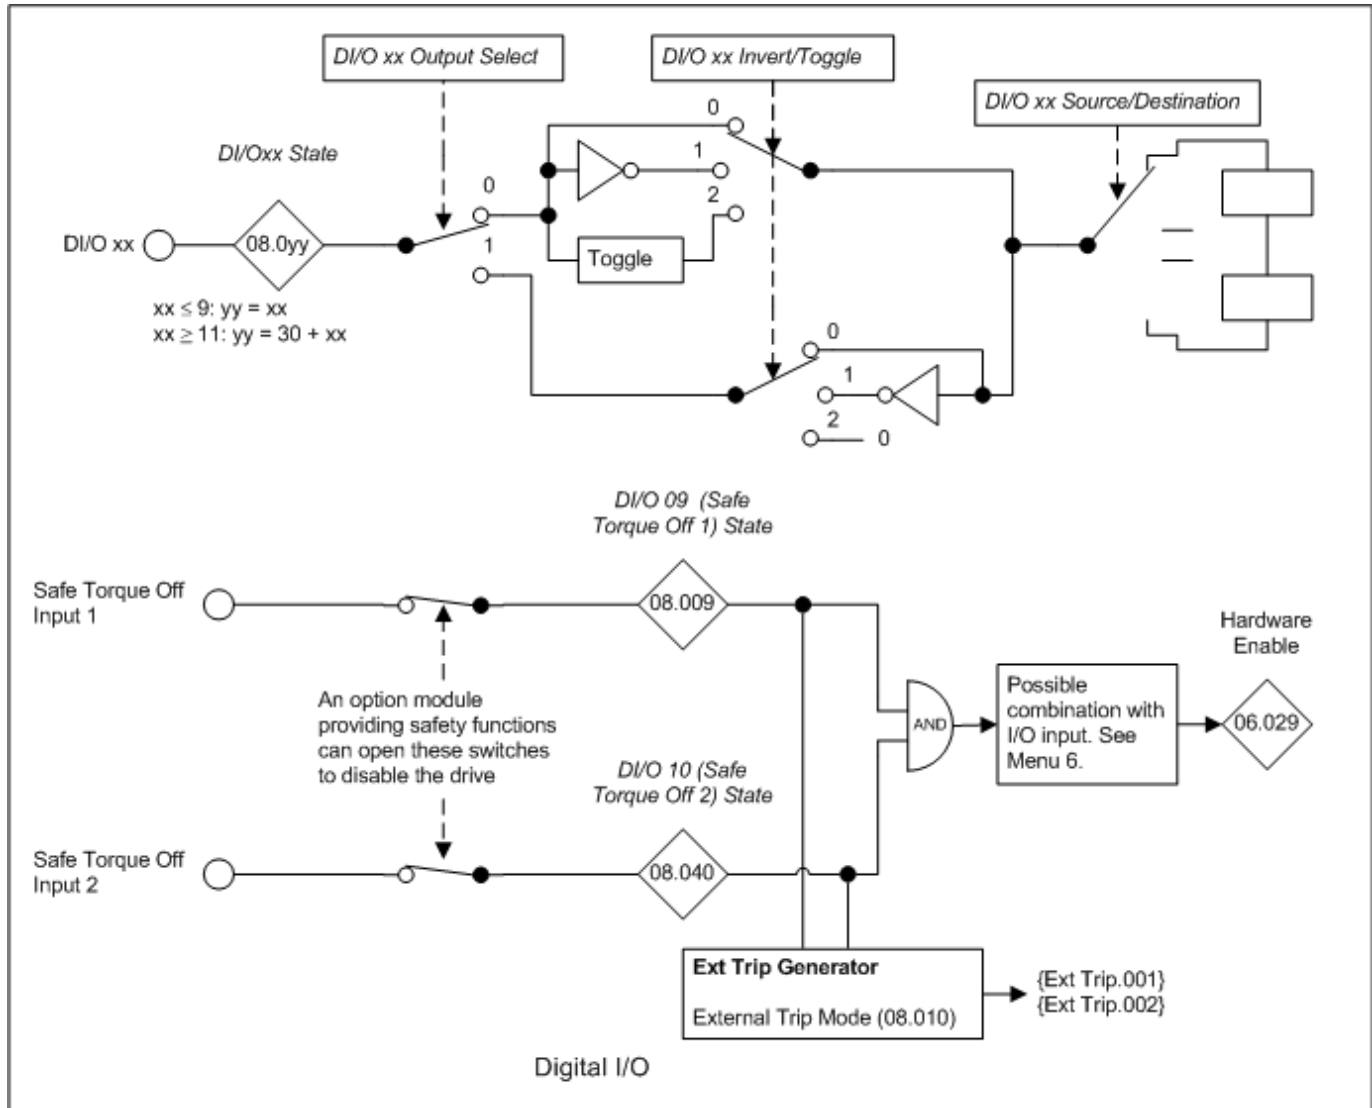 DI/O xx Output Select
DI/O xx Invert/Toggle
DI/O xx Source/Destination
DI/Oxx State
0
1
2
0
1
DI/O xx
08.0yy
Toggle
xx ≤ 9: yy = xx
xx ≥ 11: yy = 30 + xx
0
1
2
0
DI/O 09 (Safe
Torque Off 1) State
Safe Torque Off
Input 1
08.009
Hardware
Enable
An option module
providing safety functions
can open these switches
to disable the drive
AND
Possible
combination with
I/O input. See
Menu 6.
06.029
DI/O 10 (Safe
Torque Off 2) State
Safe Torque Off
Input 2
08.040
Ext Trip Generator
External Trip Mode (08.010)
{Ext Trip.001}
{Ext Trip.002}
Digital I/O